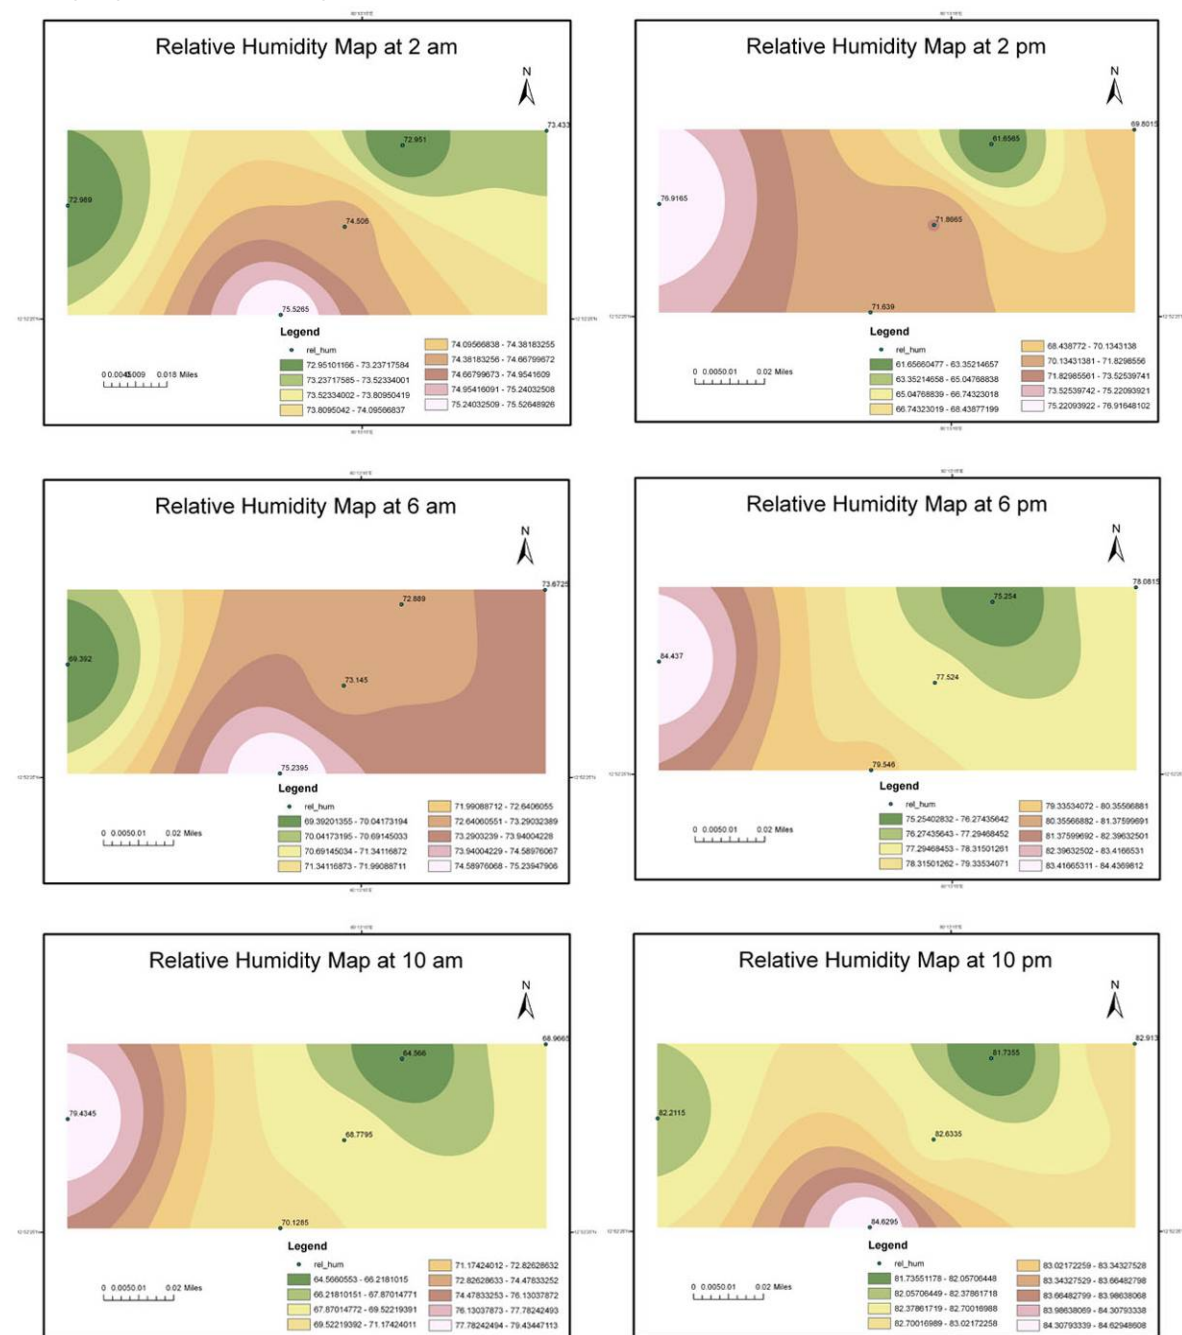 Relative Humidity Map at 2 am
N
73.433
72.951
72.989
74.506
75.5265
Legend
rel_hum
72.95101166 - 73.23717584
73.23717585 - 73.52334001
73.52334002 - 73.80950419
73.8095042 - 74.09566837
74.09566838 - 74.38183255
74.38183256 - 74.66799672
74.66799673 - 74.9541609
74.95416091 - 75.24032508
75.24032509 - 75.52648926
0.018 Miles
Relative Humidity Map at 2 pm
N
69.8015
61.6565
76.9165
71.8665
71.639
Legend
rel_hum
61.65660477 - 63.35214657
63.35214658 - 65.04768838
65.04768839 - 66.74323018
66.74323019 - 68.43877199
68.438772 - 70.1343138
70.13431381 - 71.8298556
71.82985561 - 73.52539741
73.52539742 - 75.22093921
75.22093922 - 76.91648102
0 0.0050.01 0.02 Miles
Relative Humidity Map at 6 am
N
73.6725
72.889
69.392
73.145
75.2395
Legend
rel_hum
69.39201355 - 70.04173194
70.04173195 - 70.69145033
70.69145034 - 71.34116872
71.34116873 - 71.99088711
71.99088712 - 72.6406055
72.64060551 - 73.29032389
73.2903239 - 73.94004228
73.94004229 - 74.58976067
74.58976068 - 75.23947906
0 0.0050.01 0.02 Miles
Relative Humidity Map at 6 pm
N
78.0815
75.254
84.437
77.524
79.546
Legend
rel_hum
75.25402832 - 76.27435642
76.27435643 - 77.29468452
77.29468453 - 78.31501261
78.31501262 - 79.33534071
79.33534072 - 80.35566881
80.35566882 - 81.37599691
81.37599692 - 82.39632501
82.39632502 - 83.4166531
83.41665311 - 84.4369812
0 0.0050.01 0.02 Miles
Relative Humidity Map at 10 am
N
68.9665
64.566
79.4345
68.7795
70.1285
Legend
rel_hum
64.5660553 - 66.2181015
66.21810151 - 67.87014771
67.87014772 - 69.52219391
69.52219392 - 71.17424011
71.17424012 - 72.82628632
72.82628633 - 74.47833252
74.47833253 - 76.13037872
76.13037873 - 77.78242493
77.78242494 - 79.43447113
0 0.0050.01 0.02 Miles
Relative Humidity Map at 10 pm
N
82.913
81.7355
82.2115
82.6335
84.6295
Legend
rel_hum
81.73551178 - 82.05706448
82.05706449 - 82.37861718
82.37861719 - 82.70016988
82.70016989 - 83.02172258
83.02172259 - 83.34327528
83.34327529 - 83.66482798
83.66482799 - 83.98638068
83.98638069 - 84.30793338
84.30793339 - 84.62948608
0 0.0050.01 0.02 Miles